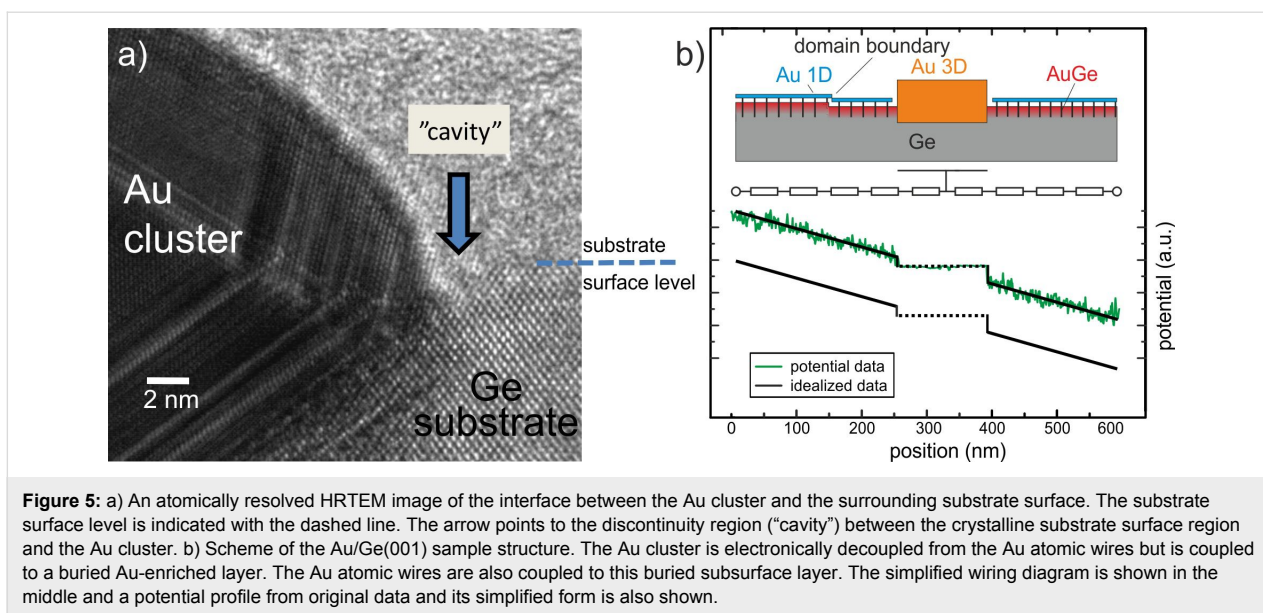 a)
"cavity"
Au
cluster
substrate
surface level
2 nm
Ge
substrate
b)
domain boundary
Au 1D
Au 3D
AuGe
Ge
potential (a.u.)
potential data
idealized data
0 100 200 300 400 500 600
position (nm)
Figure 5: a) An atomically resolved HRTEM image of the interface between the Au cluster and the surrounding substrate surface. The substrate
surface level is indicated with the dashed line. The arrow points to the discontinuity region (“cavity”) between the crystalline substrate surface region
and the Au cluster. b) Scheme of the Au/Ge(001) sample structure. The Au cluster is electronically decoupled from the Au atomic wires but is coupled
to a buried Au-enriched layer. The Au atomic wires are also coupled to this buried subsurface layer. The simplified wiring diagram is shown in the
middle and a potential profile from original data and its simplified form is also shown.